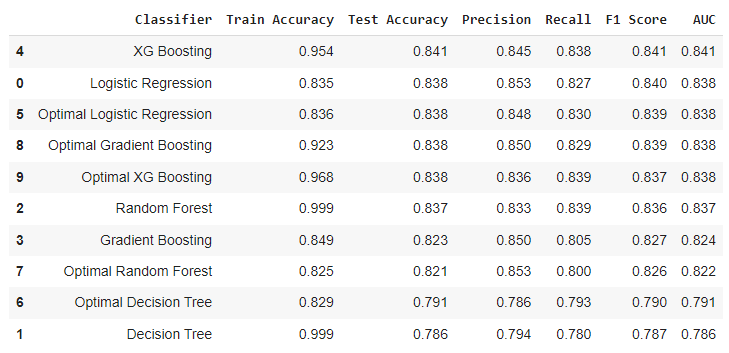 Classifier Train Accuracy Test Accuracy Precision Recall F1 Score AUC
4 XG Boosting 0.954 0.841 0.845 0.838 0.841 0.841
0 Logistic Regression 0.835 0.838 0.853 0.827 0.840 0.838
5 Optimal Logistic Regression 0.836 0.838 0.848 0.830 0.839 0.838
8 Optimal Gradient Boosting 0.923 0.838 0.850 0.829 0.839 0.838
9 Optimal XG Boosting 0.968 0.838 0.836 0.839 0.837 0.838
2 Random Forest 0.999 0.837 0.833 0.839 0.836 0.837
3 Gradient Boosting 0.849 0.823 0.850 0.805 0.827 0.824
7 Optimal Random Forest 0.825 0.821 0.853 0.800 0.826 0.822
6 Optimal Decision Tree 0.829 0.791 0.786 0.793 0.790 0.791
1 Decision Tree 0.999 0.786 0.794 0.780 0.787 0.786